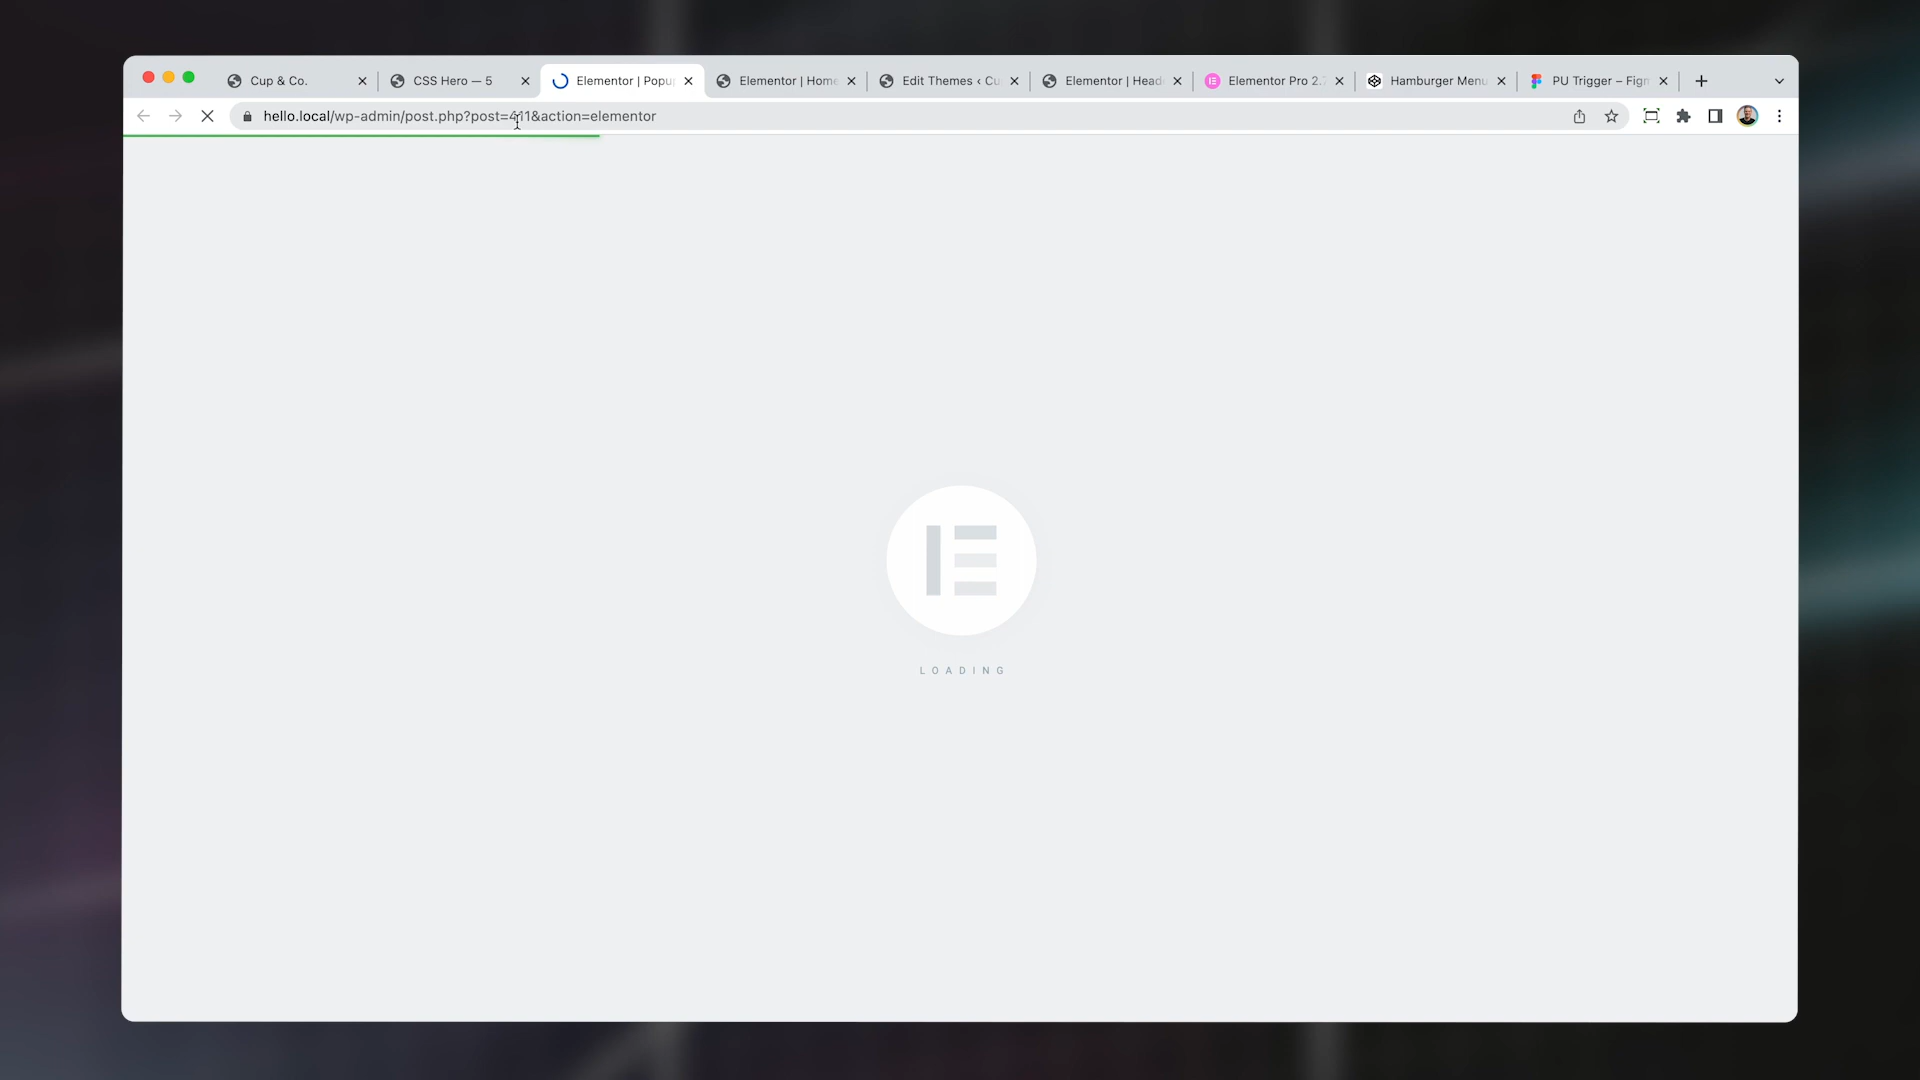 Cup & Co.
CSS Hero — 5
Elementor | Popu
Elementor | Home
Edit Themes ‹ Cu
Elementor | Head
Elementor Pro 2.
Hamburger Menu
PU Trigger – Figm
hello.local/wp-admin/post.php?post=411&action=elementor
LOADING